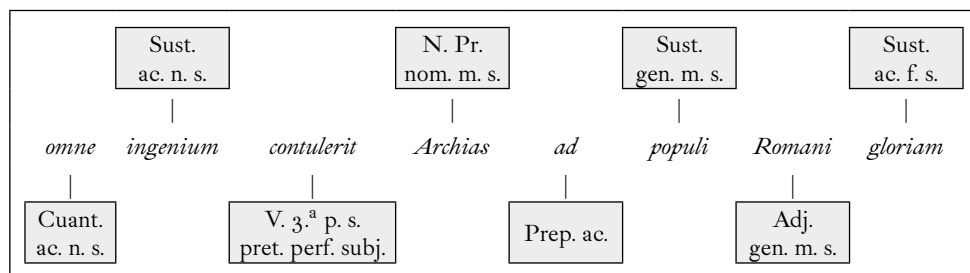 Sust. N. Pr. Sust. Sust.
ac. n. s. nom. m. s. gen. m. s. ac. f. s.
omne ingenium contulerit Archias ad populi Romani gloriam
Cuant. V. 3.ª p. s. Prep. ac. Adj.
ac. n. s. pret. perf. subj. gen. m. s.